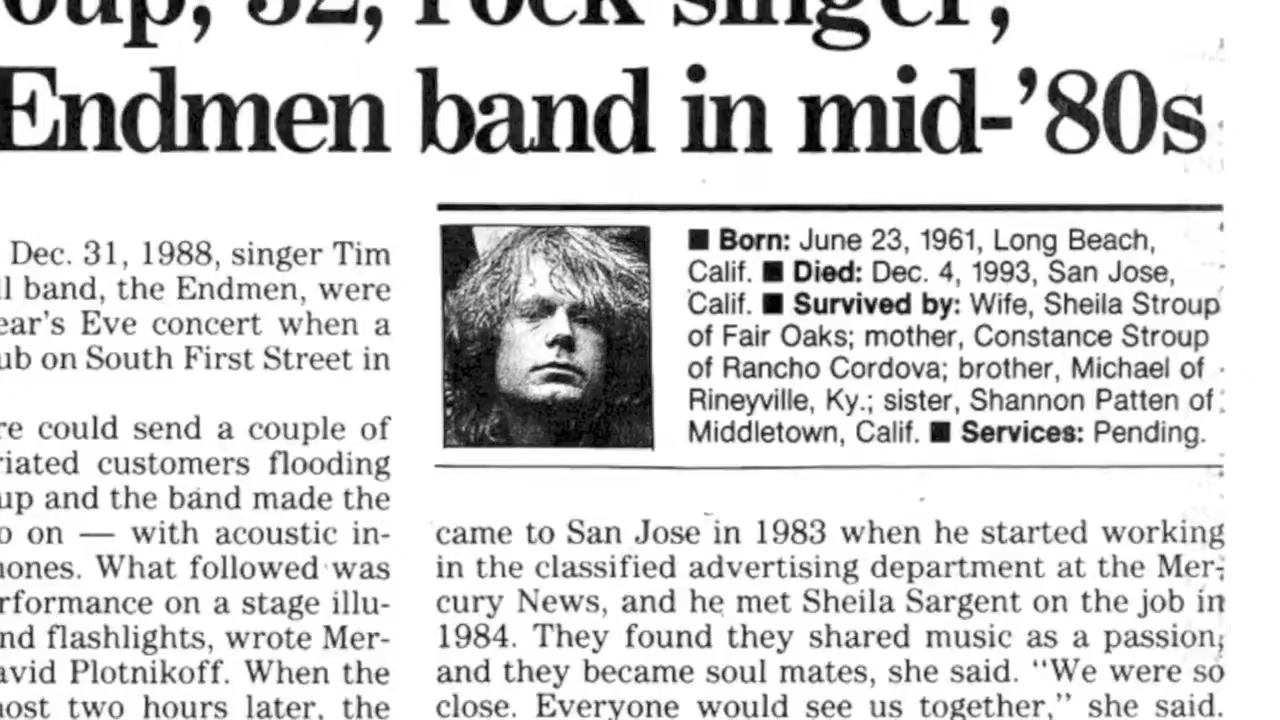 oup, 32, rock singer,
Endmen band in mid-’80s
Dec. 31, 1988, singer Tim
ll band, the Endmen, were
ear’s Eve concert when a
ub on South First Street in
re could send a couple of
riated customers flooding
up and the band made the
o on — with acoustic in-
ones. What followed was
rformance on a stage illu-
nd flashlights, wrote Mer-
avid Plotnikoff. When the
ost two hours later, the
■ Born: June 23, 1961, Long Beach,
Calif. ■ Died: Dec. 4, 1993, San Jose,
Calif. ■ Survived by: Wife, Sheila Stroup
of Fair Oaks; mother, Constance Stroup
of Rancho Cordova; brother, Michael of
Rineyville, Ky.; sister, Shannon Patten of
Middletown, Calif. ■ Services: Pending.
came to San Jose in 1983 when he started working
in the classified advertising department at the Mer-
cury News, and he met Sheila Sargent on the job in
1984. They found they shared music as a passion,
and they became soul mates, she said. “We were so
close. Everyone would see us together,” she said.